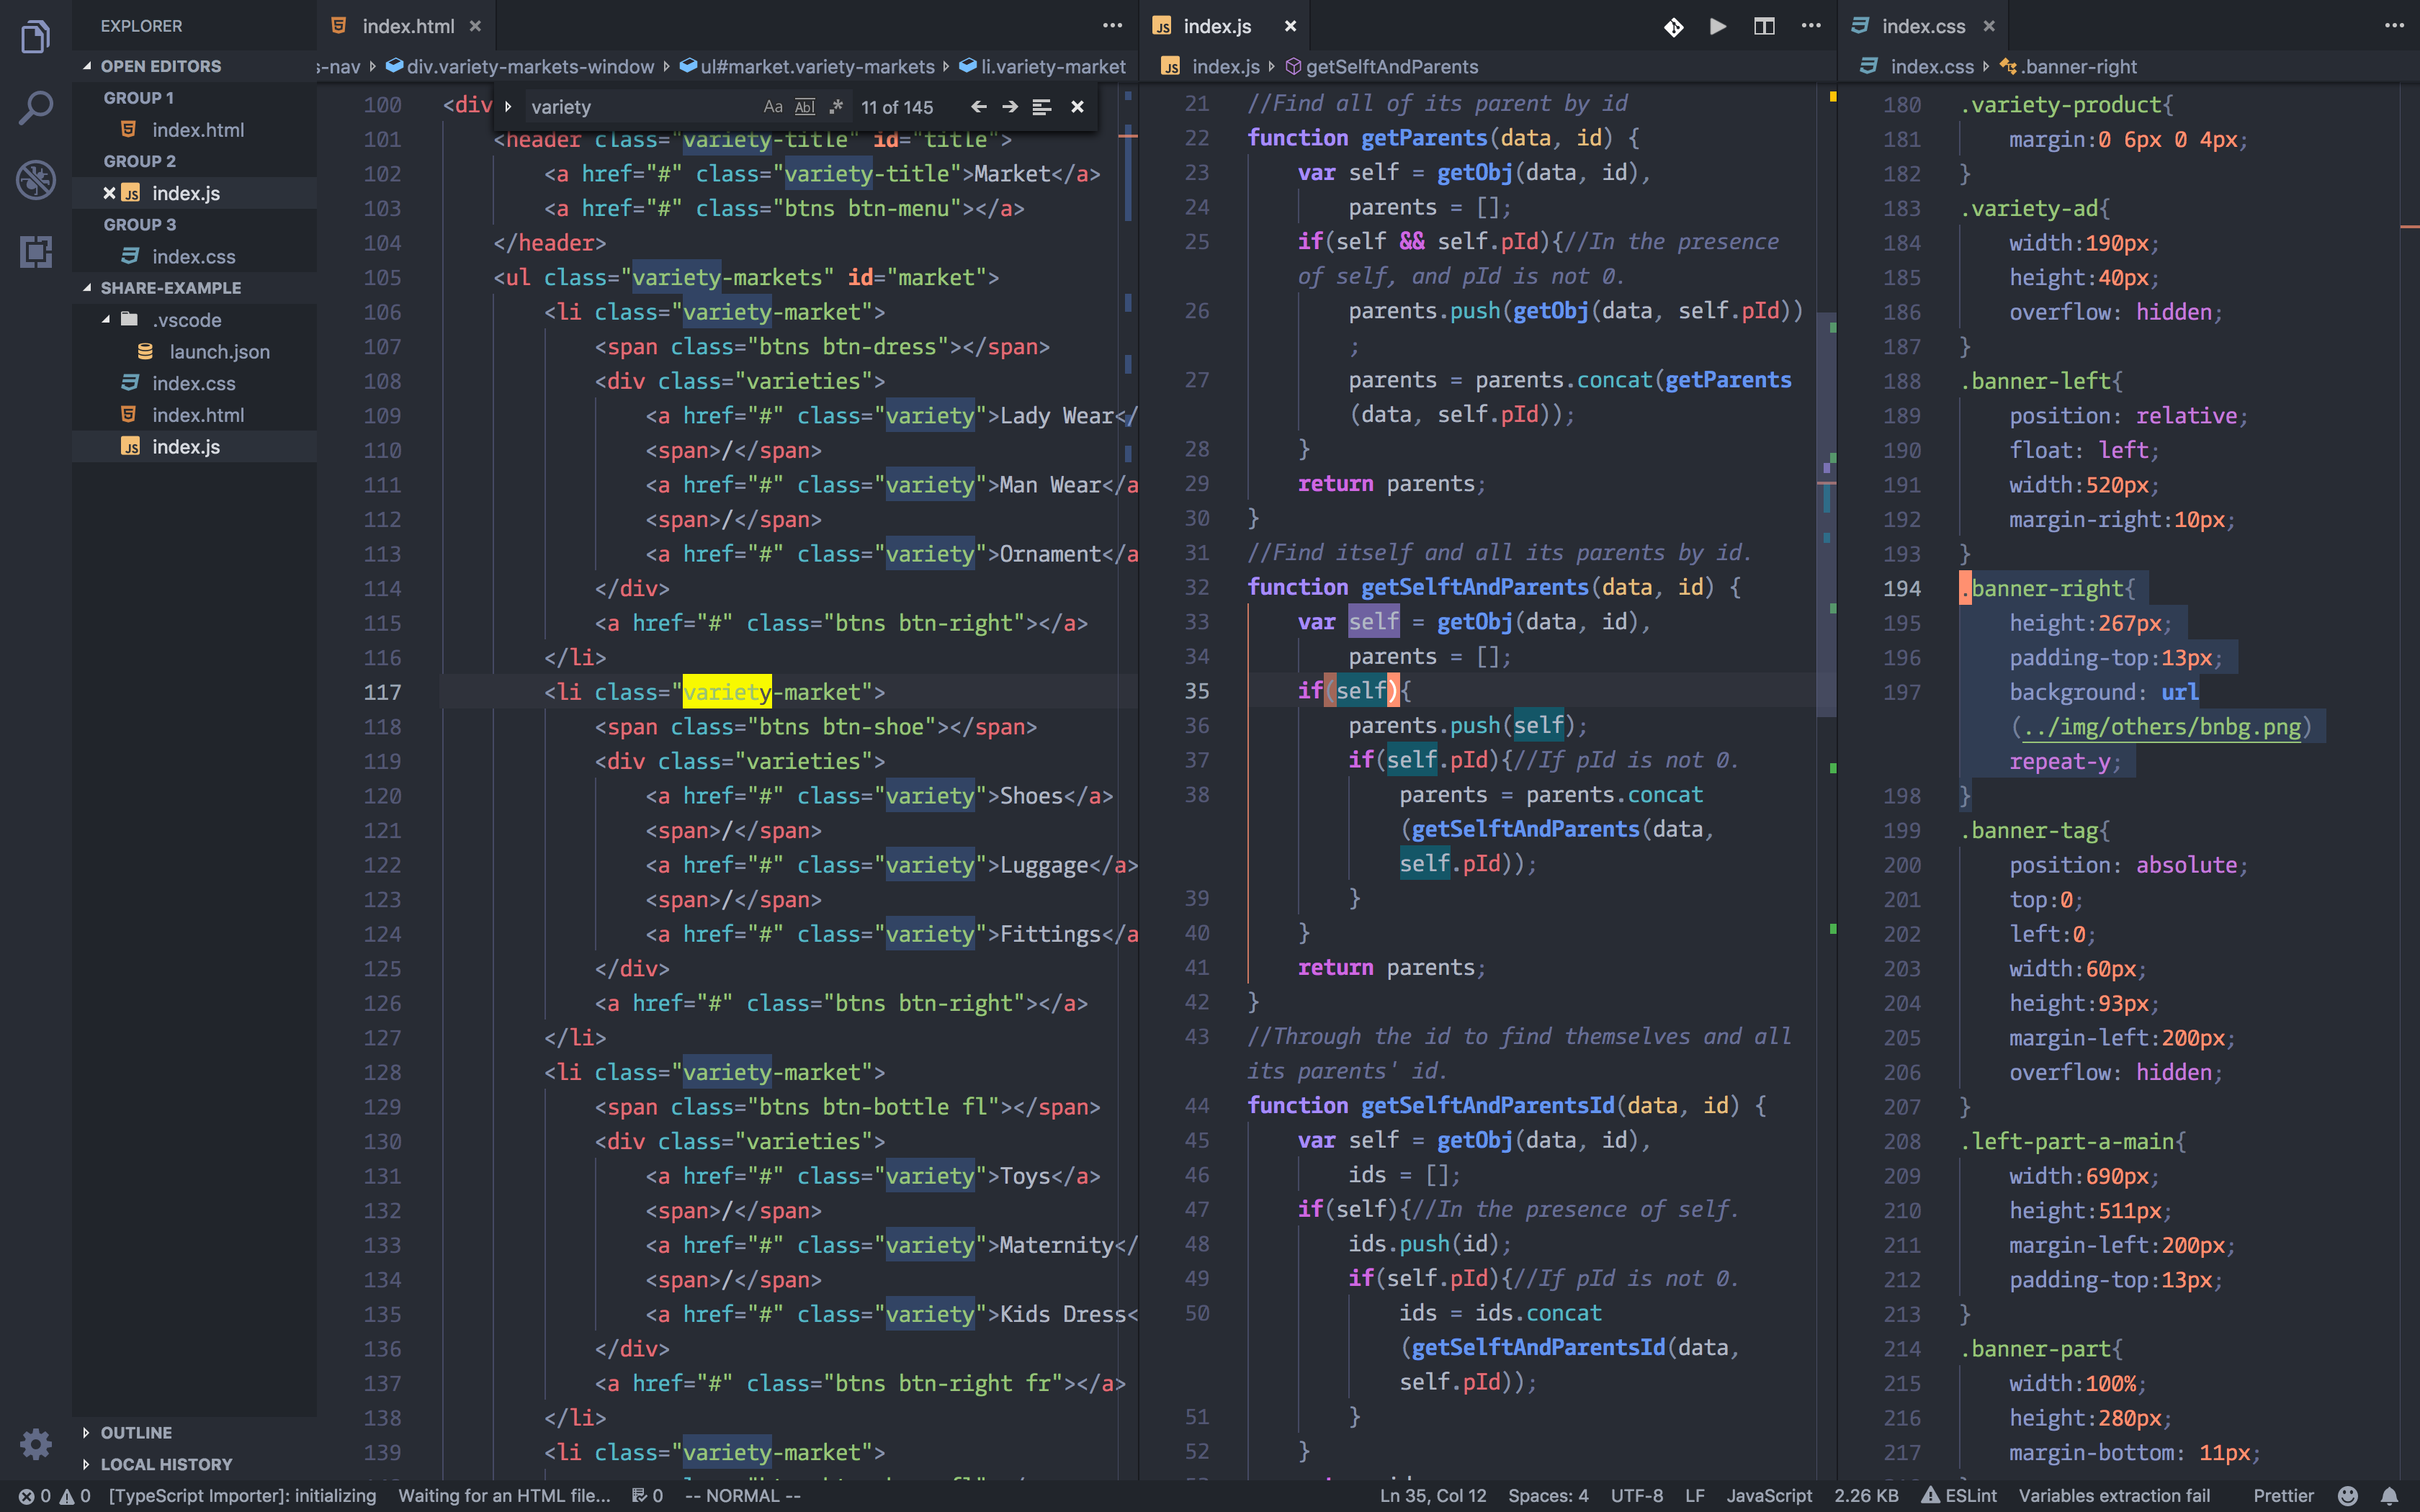 EXPLORER
OPEN EDITORS
GROUP 1
index.html
GROUP 2
index.js
GROUP 3
index.css
SHARE-EXAMPLE
.vscode
launch.json
index.css
index.html
index.js
OUTLINE
LOCAL HISTORY
index.html
s-nav div.variety-markets-window ul#market.variety-markets li.variety-market
variety Aa Abl .* 11 of 145
100 <div
101 <header class="variety-title" id="title">
102 <a href="#" class="variety-title">Market</a>
103 <a href="#" class="btns btn-menu"></a>
104 </header>
105 <ul class="variety-markets" id="market">
106 <li class="variety-market">
107 <span class="btns btn-dress"></span>
108 <div class="varieties">
109 <a href="#" class="variety">Lady Wear</
110 <span>/</span>
111 <a href="#" class="variety">Man Wear</a
112 <span>/</span>
113 <a href="#" class="variety">Ornament</a
114 </div>
115 <a href="#" class="btns btn-right"></a>
116 </li>
117 <li class="variety-market">
118 <span class="btns btn-shoe"></span>
119 <div class="varieties">
120 <a href="#" class="variety">Shoes</a>
121 <span>/</span>
122 <a href="#" class="variety">Luggage</a>
123 <span>/</span>
124 <a href="#" class="variety">Fittings</a
125 </div>
126 <a href="#" class="btns btn-right"></a>
127 </li>
128 <li class="variety-market">
129 <span class="btns btn-bottle fl"></span>
130 <div class="varieties">
131 <a href="#" class="variety">Toys</a>
132 <span>/</span>
133 <a href="#" class="variety">Maternity</
134 <span>/</span>
135 <a href="#" class="variety">Kids Dress<
136 </div>
137 <a href="#" class="btns btn-right fr"></a>
138 </li>
139 <li class="variety-market">
index.js
index.js getSelftAndParents
21 //Find all of its parent by id
22 function getParents(data, id) {
23 var self = getObj(data, id),
24 parents = [];
25 if(self && self.pId){//In the presence
of self, and pId is not 0.
26 parents.push(getObj(data, self.pId))
;
27 parents = parents.concat(getParents
(data, self.pId));
28 }
29 return parents;
30 }
31 //Find itself and all its parents by id.
32 function getSelftAndParents(data, id) {
33 var self = getObj(data, id),
34 parents = [];
35 if(self){
36 parents.push(self);
37 if(self.pId){//If pId is not 0.
38 parents = parents.concat
(getSelftAndParents(data,
self.pId));
39 }
40 }
41 return parents;
42 }
43 //Through the id to find themselves and all
its parents' id.
44 function getSelftAndParentsId(data, id) {
45 var self = getObj(data, id),
46 ids = [];
47 if(self){//In the presence of self.
48 ids.push(id);
49 if(self.pId){//If pId is not 0.
50 ids = ids.concat
(getSelftAndParentsId(data,
self.pId));
51 }
52 }
index.css
index.css .banner-right
180 .variety-product{
181 margin:0 6px 0 4px;
182 }
183 .variety-ad{
184 width:190px;
185 height:40px;
186 overflow: hidden;
187 }
188 .banner-left{
189 position: relative;
190 float: left;
191 width:520px;
192 margin-right:10px;
193 }
194 .banner-right{
195 height:267px;
196 padding-top:13px;
197 background: url
(../img/others/bnbg.png)
repeat-y;
198 }
199 .banner-tag{
200 position: absolute;
201 top:0;
202 left:0;
203 width:60px;
204 height:93px;
205 margin-left:200px;
206 overflow: hidden;
207 }
208 .left-part-a-main{
209 width:690px;
210 height:511px;
211 margin-left:200px;
212 padding-top:13px;
213 }
214 .banner-part{
215 width:100%;
216 height:280px;
217 margin-bottom: 11px;
0 0 [TypeScript Importer]: initializing Waiting for an HTML file... 0 -- NORMAL -- Ln 35, Col 12 Spaces: 4 UTF-8 LF JavaScript 2.26 KB ESLint Variables extraction fail Prettier